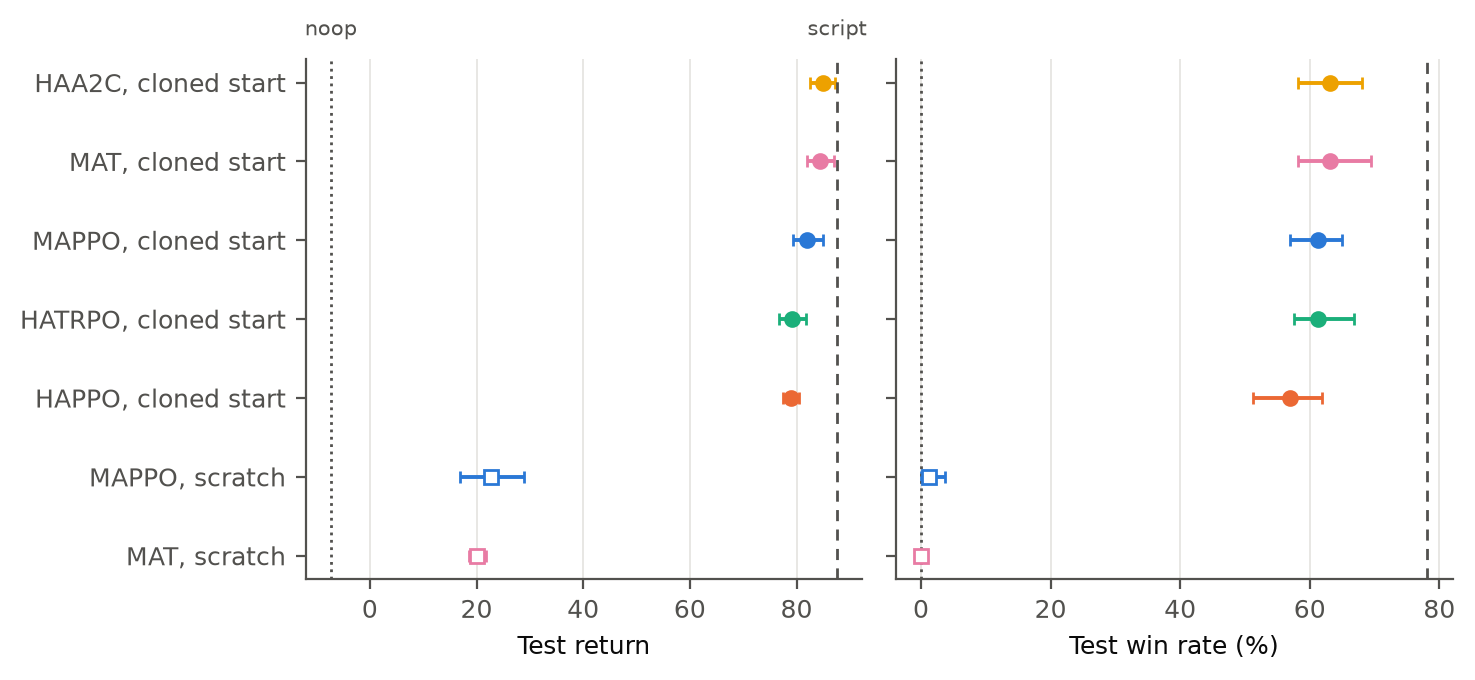 noop
script
HAA2C, cloned start
MAT, cloned start
MAPPO, cloned start
HATRPO, cloned start
HAPPO, cloned start
MAPPO, scratch
MAT, scratch
0 20 40 60 80
0 20 40 60 80
Test return
Test win rate (%)